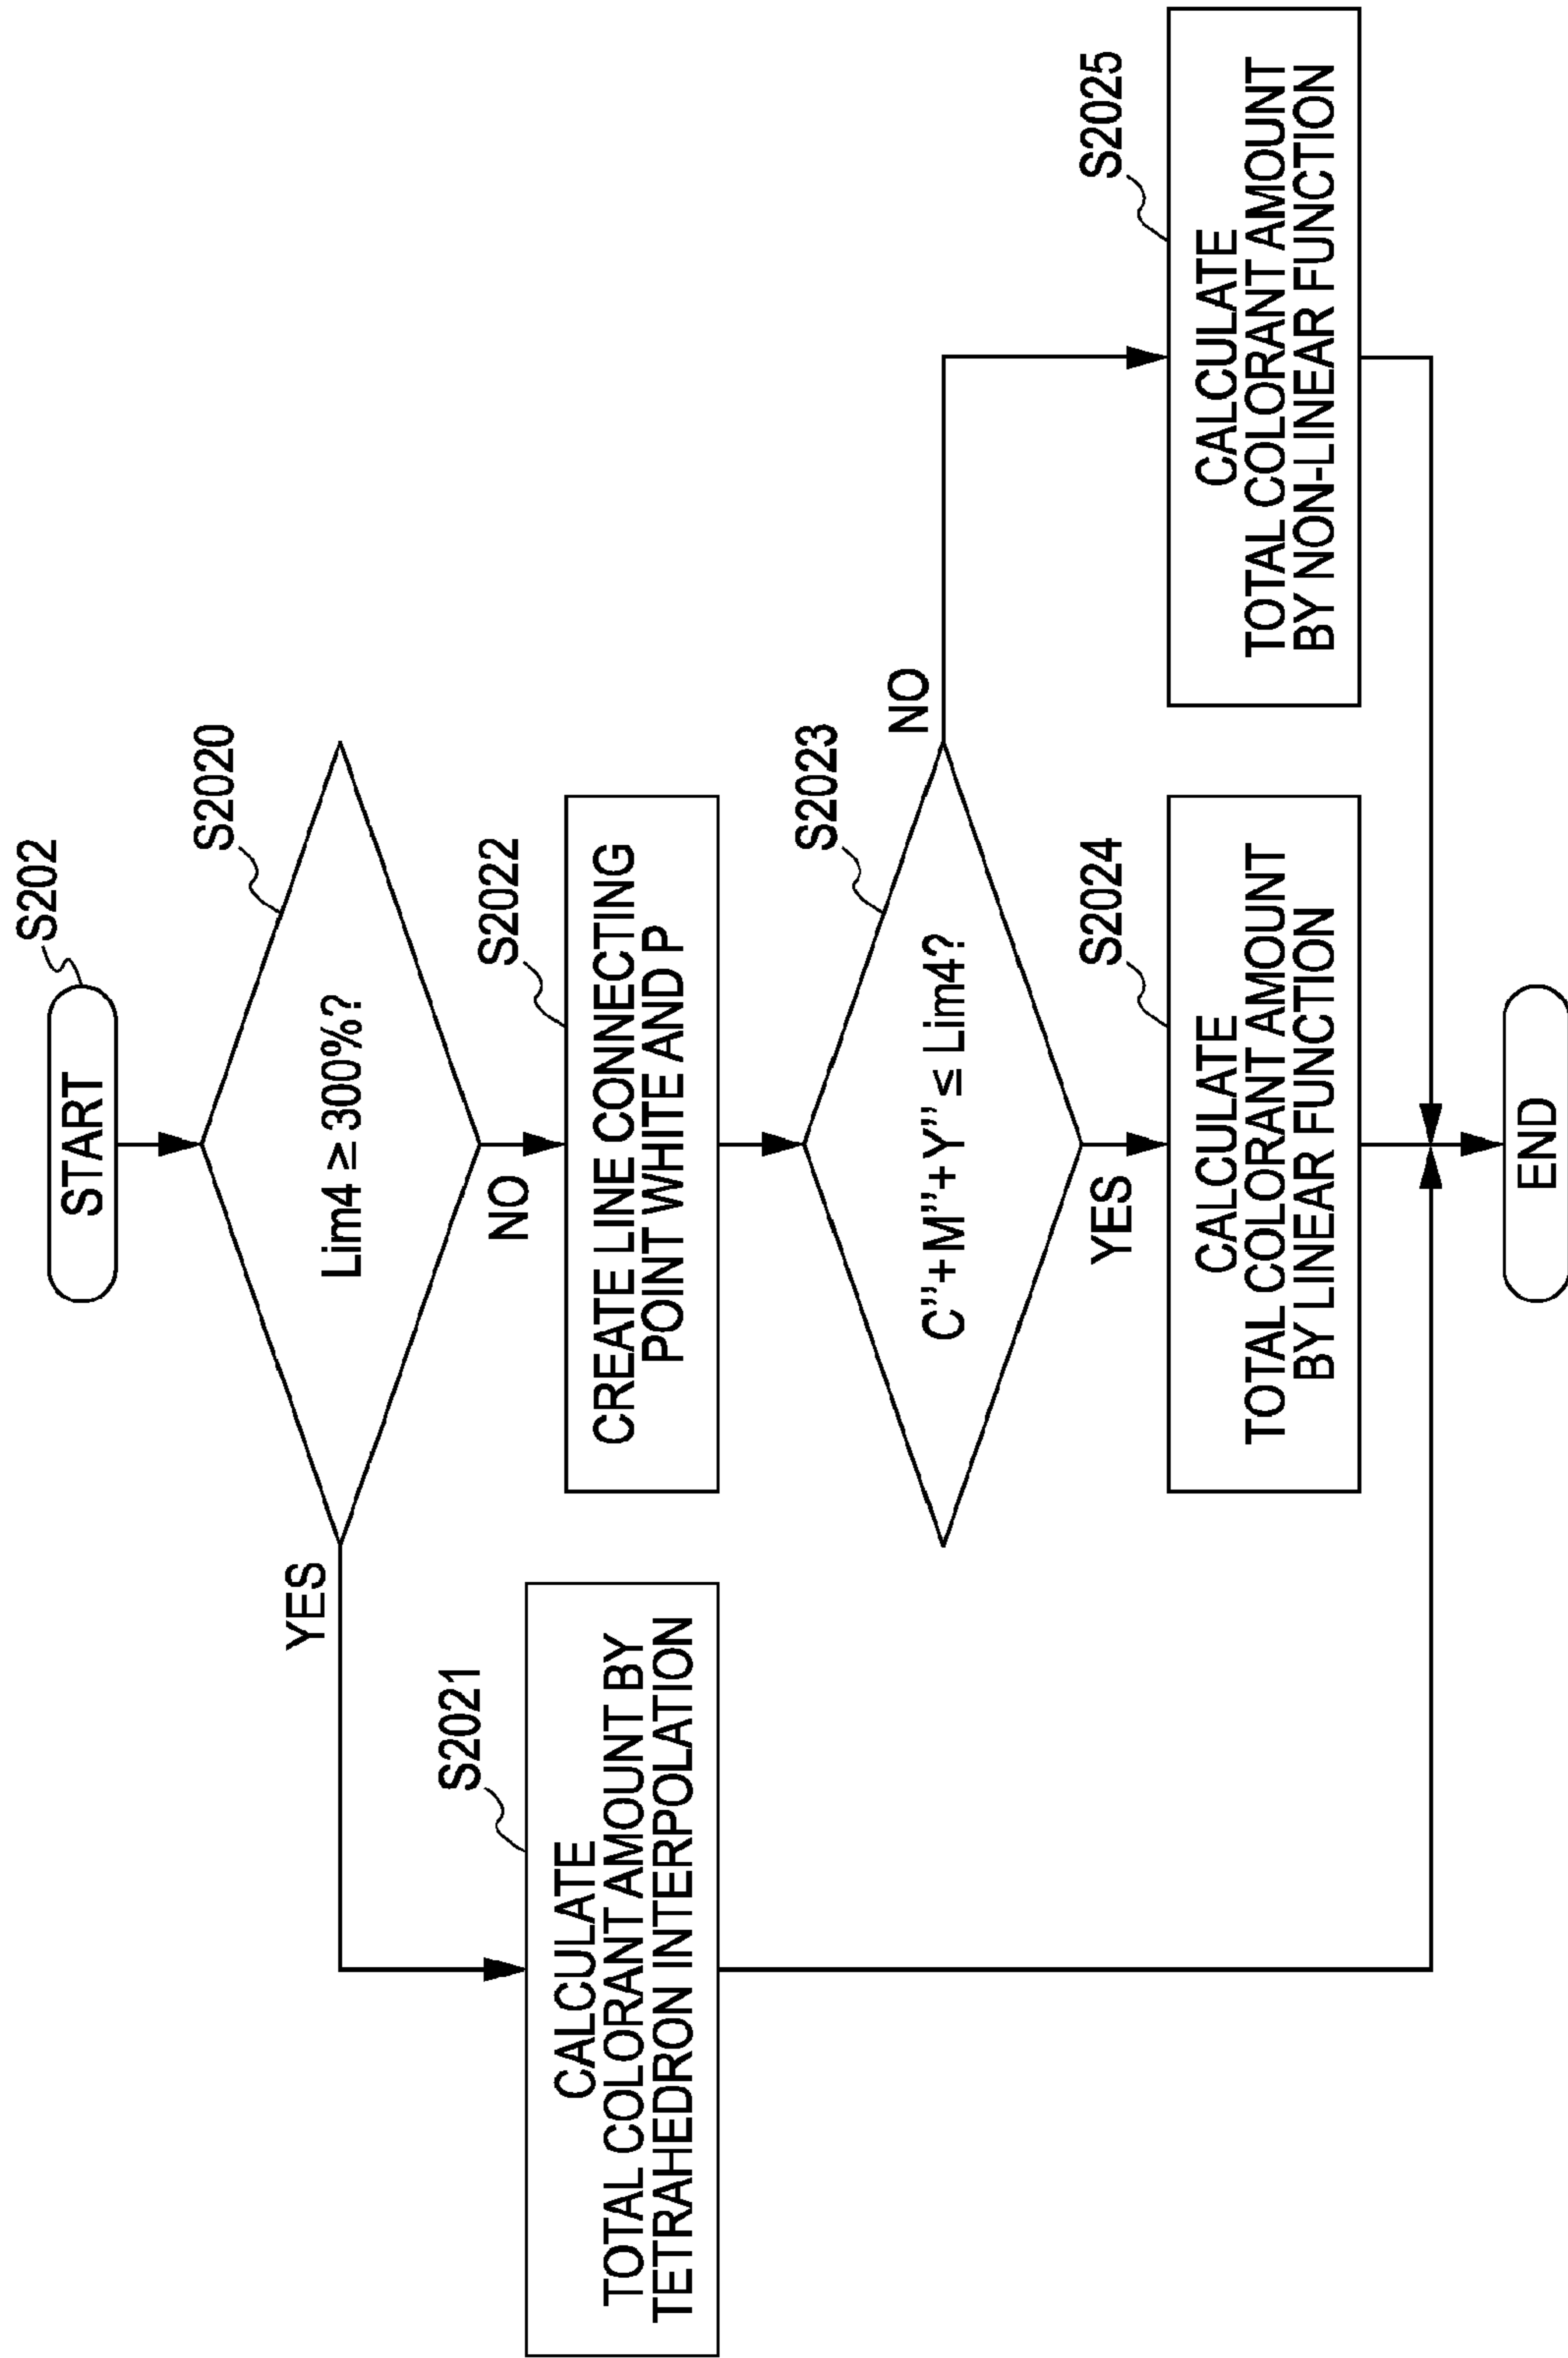 S202
START
S2020
Lim4 ≥ 300%?
YES
NO
S2021
CALCULATE
TOTAL COLORANT AMOUNT BY
TETRAHEDRON INTERPOLATION
S2022
CREATE LINE CONNECTING
POINT WHITE AND P
S2023
C”+ M”+ Y” ≤ Lim4?
NO
YES
S2024
CALCULATE
TOTAL COLORANT AMOUNT
BY LINEAR FUNCTION
S2025
CALCULATE
TOTAL COLORANT AMOUNT
BY NON-LINEAR FUNCTION
END